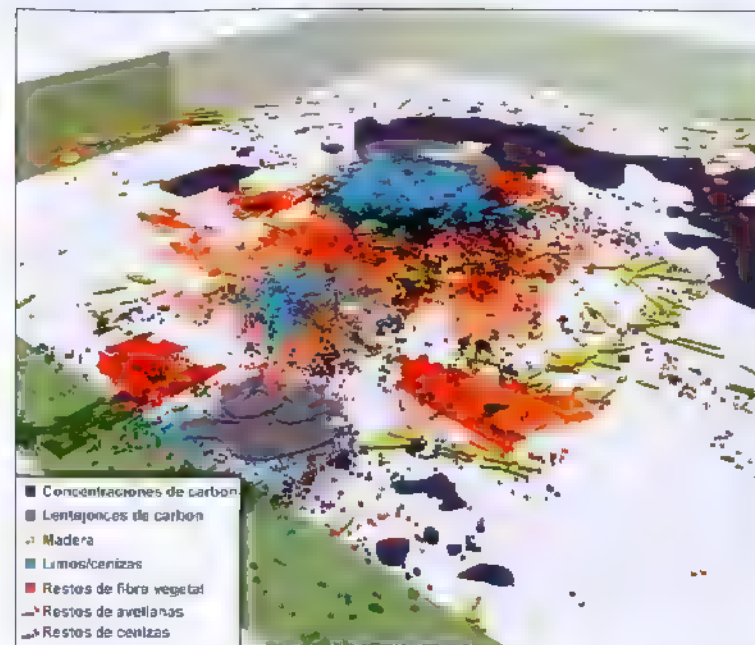 Concentraciones de carbon
Lentejones de carbon
Madera
Limos/cenizas
Restos de fibra vegetal
Restos de avellanas
Restos de cenizas